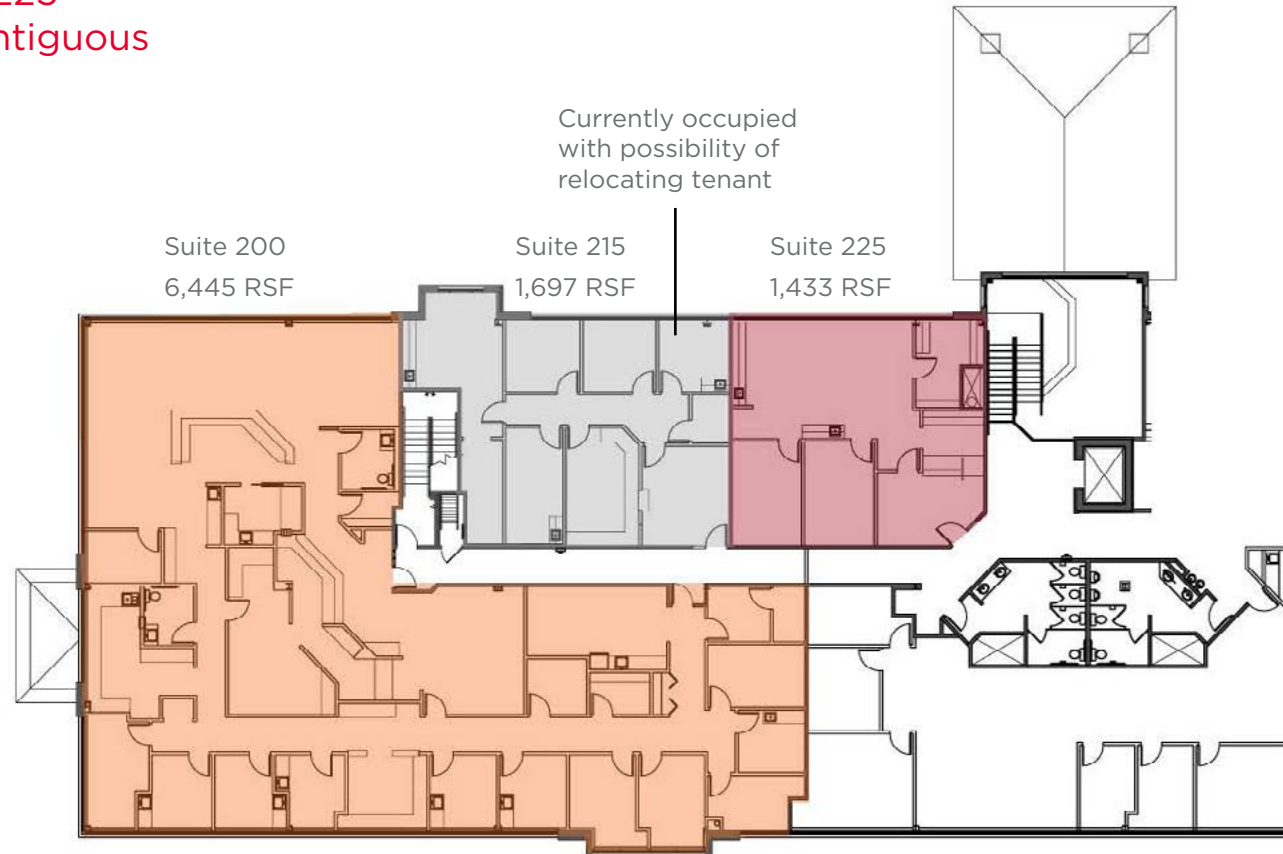 225
ntiguous
Currently occupied
with possibility of
relocating tenant
Suite 200
6,445 RSF
Suite 215
1,697 RSF
Suite 225
1,433 RSF